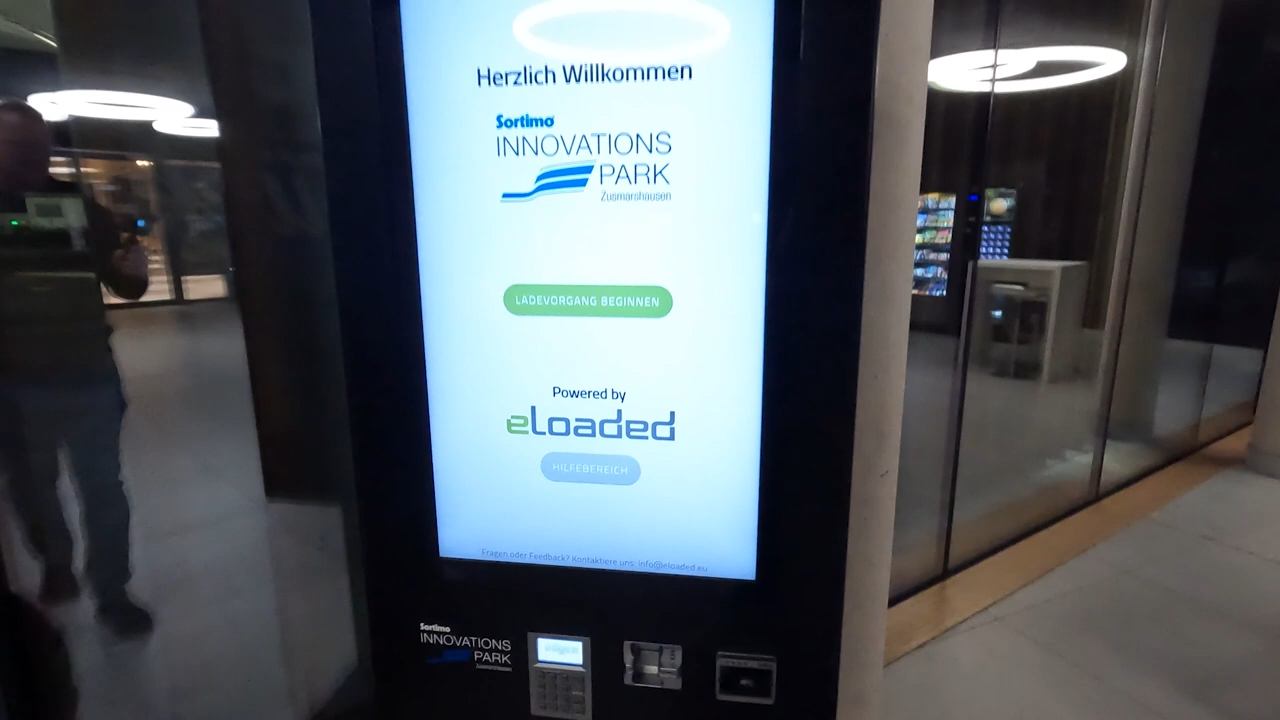 Herzlich Willkommen
Sortimo
INNOVATIONS
PARK
Zusmarshausen
LADEVORGANG BEGINNEN
Powered by
eLoaded
HILFEBEREICH
Fragen oder Feedback? Kontaktiere uns: info@eloaded.eu
Sortimo
INNOVATIONS
PARK
Zusmarshausen